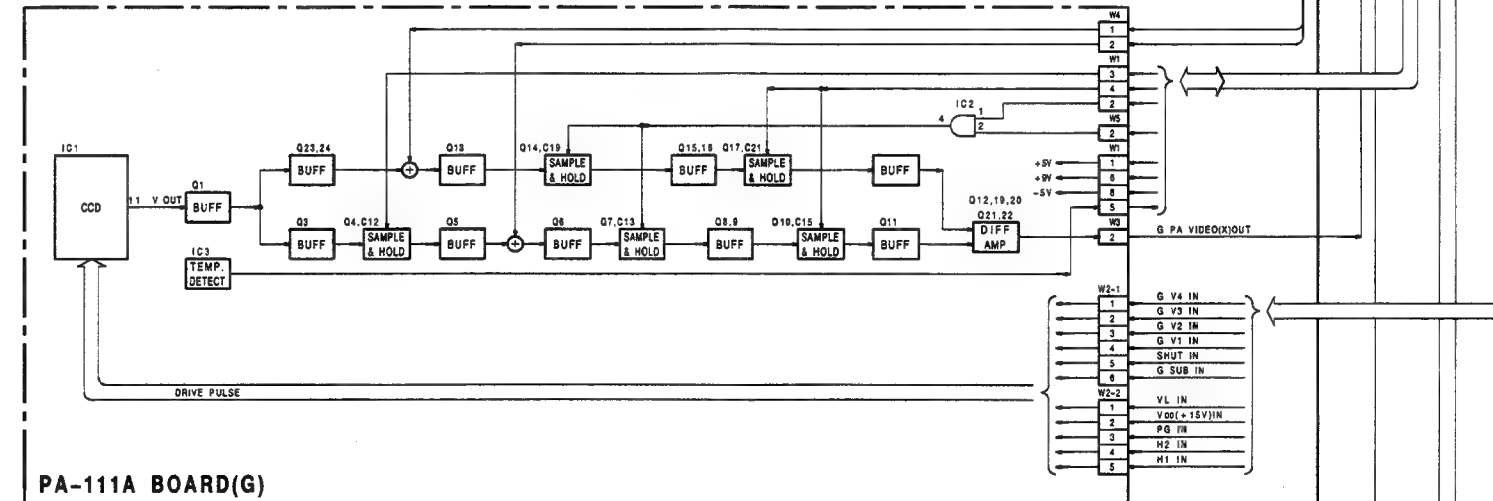 W4
1
2
W1
3
4
2
IC2
1
4
2
W5
2
W1
+5V
1
+9V
6
-5V
8
5
W3
2
G PA VIDEO(X)OUT
IC1
CCD
11 V OUT
Q1
BUFF
Q23,24
BUFF
+
Q13
BUFF
Q14,C19
SAMPLE
& HOLD
Q15,16
BUFF
Q17,C21
SAMPLE
& HOLD
BUFF
Q3
BUFF
Q4,C12
SAMPLE
& HOLD
Q5
BUFF
+
Q6
BUFF
Q7,C13
SAMPLE
& HOLD
Q8,9
BUFF
Q10,C15
SAMPLE
& HOLD
Q11
BUFF
Q12,19,20
Q21,22
DIFF
AMP
IC3
TEMP.
DETECT
DRIVE PULSE
W2-1
1 G V4 IN
2 G V3 IN
3 G V2 IN
4 G V1 IN
5 SHUT IN
6 G SUB IN
W2-2
1 VL IN
2 VDD(+15V)IN
3 PG IN
4 H2 IN
5 H1 IN
PA-111A BOARD(G)